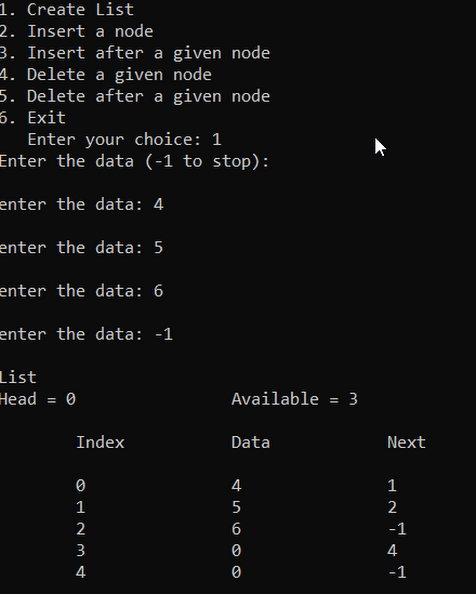 1. Create List
2. Insert a node
3. Insert after a given node
4. Delete a given node
5. Delete after a given node
6. Exit
Enter your choice: 1
Enter the data (-1 to stop):
enter the data: 4
enter the data: 5
enter the data: 6
enter the data: -1
List
Head = 0 Available = 3
Index Data Next
0 4 1
1 5 2
2 6 -1
3 0 4
4 0 -1